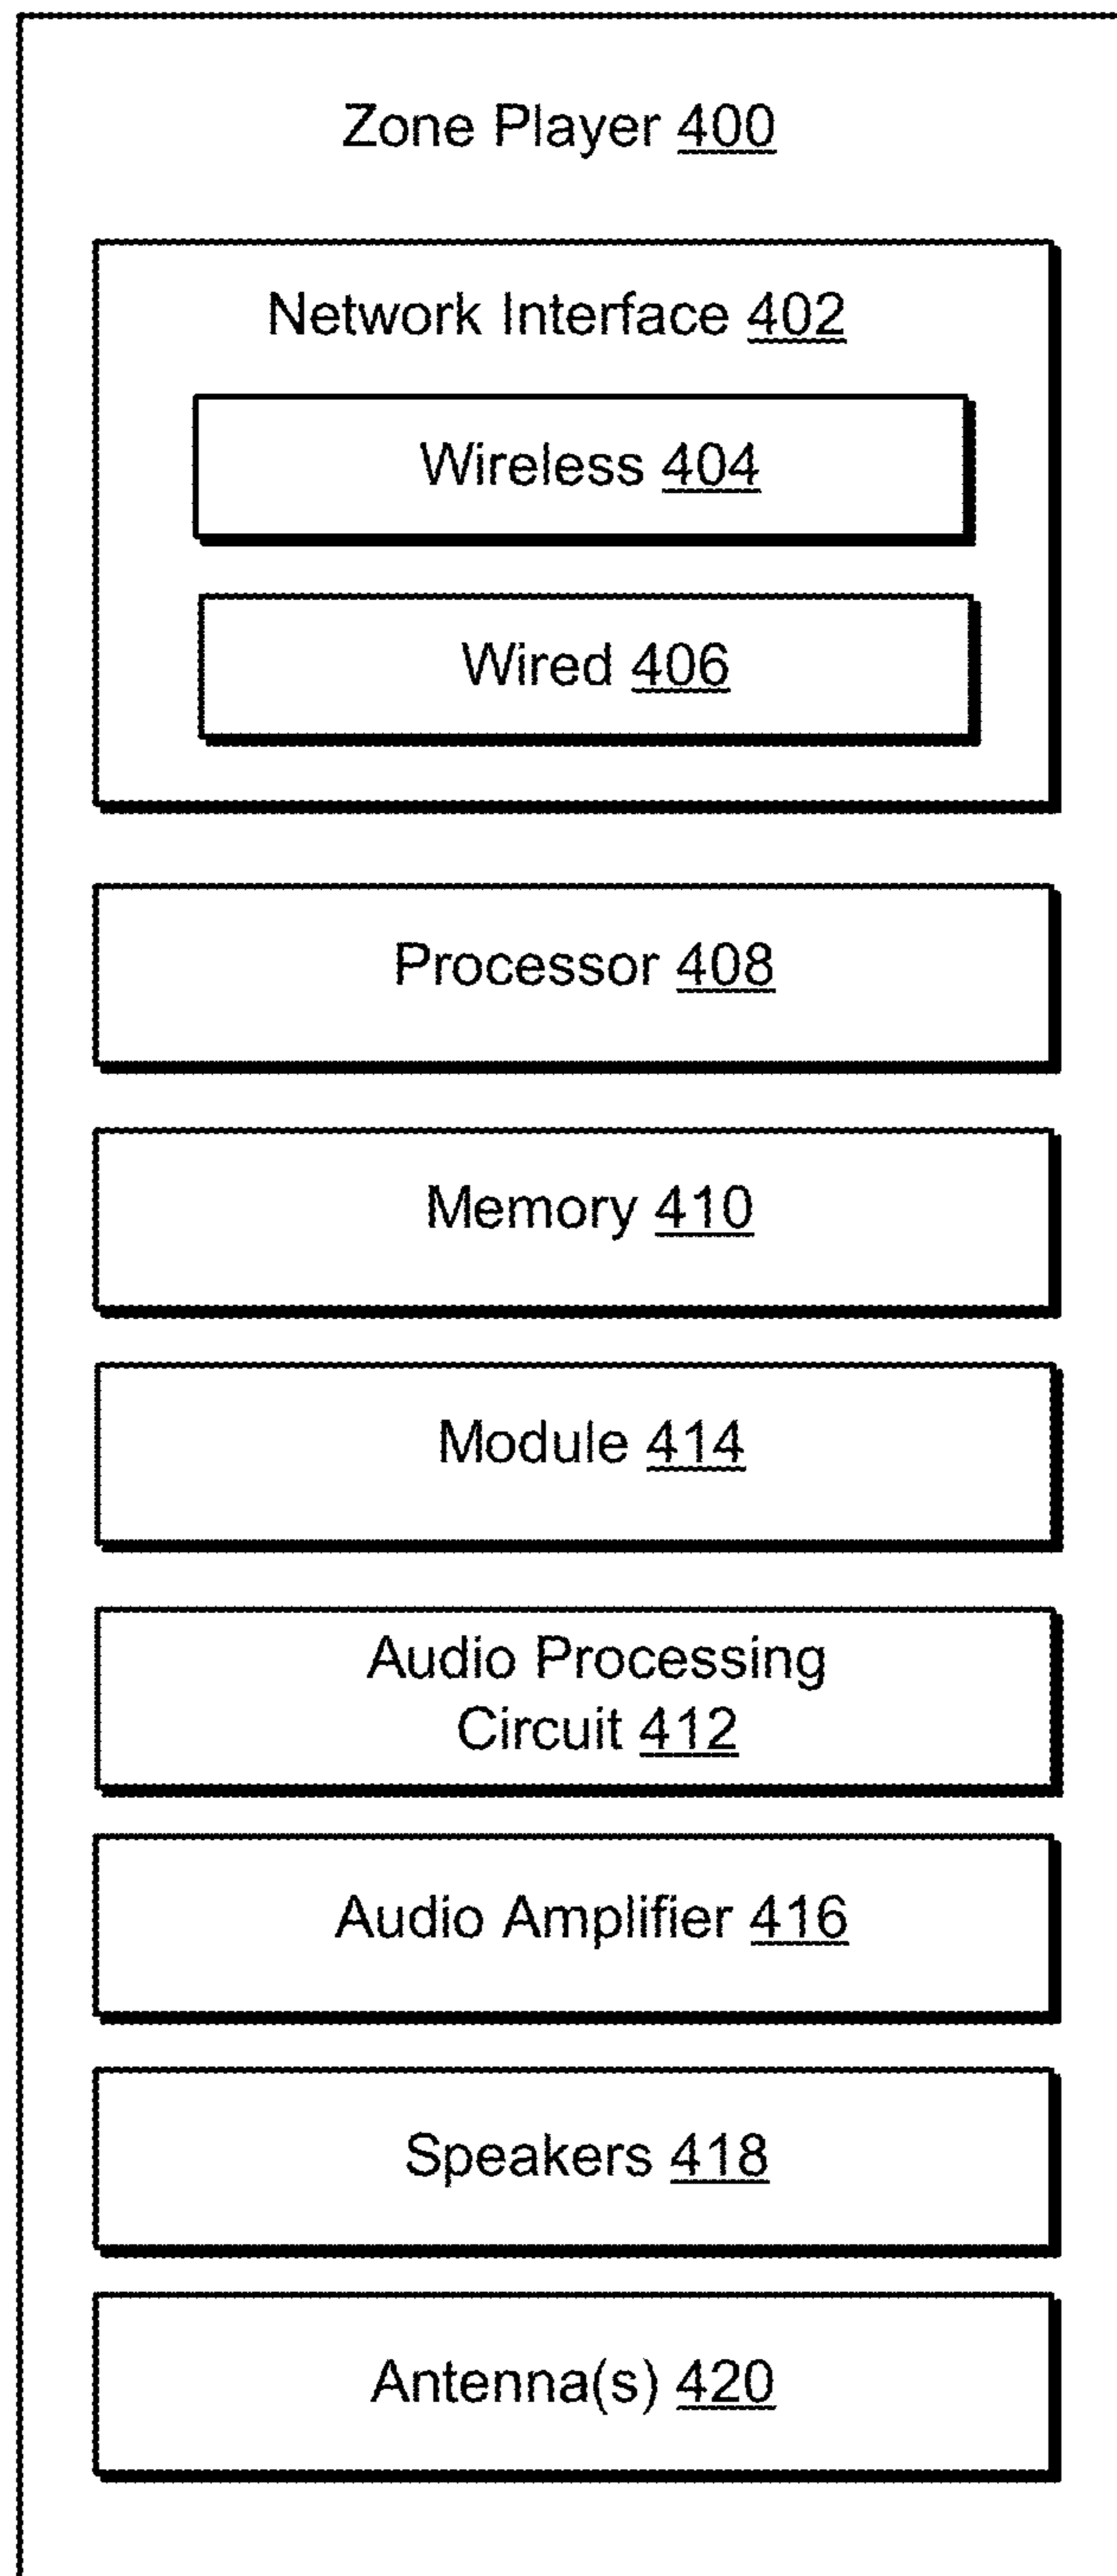 Zone Player 400
Network Interface 402
Wireless 404
Wired 406
Processor 408
Memory 410
Module 414
Audio Processing
Circuit 412
Audio Amplifier 416
Speakers 418
Antenna(s) 420